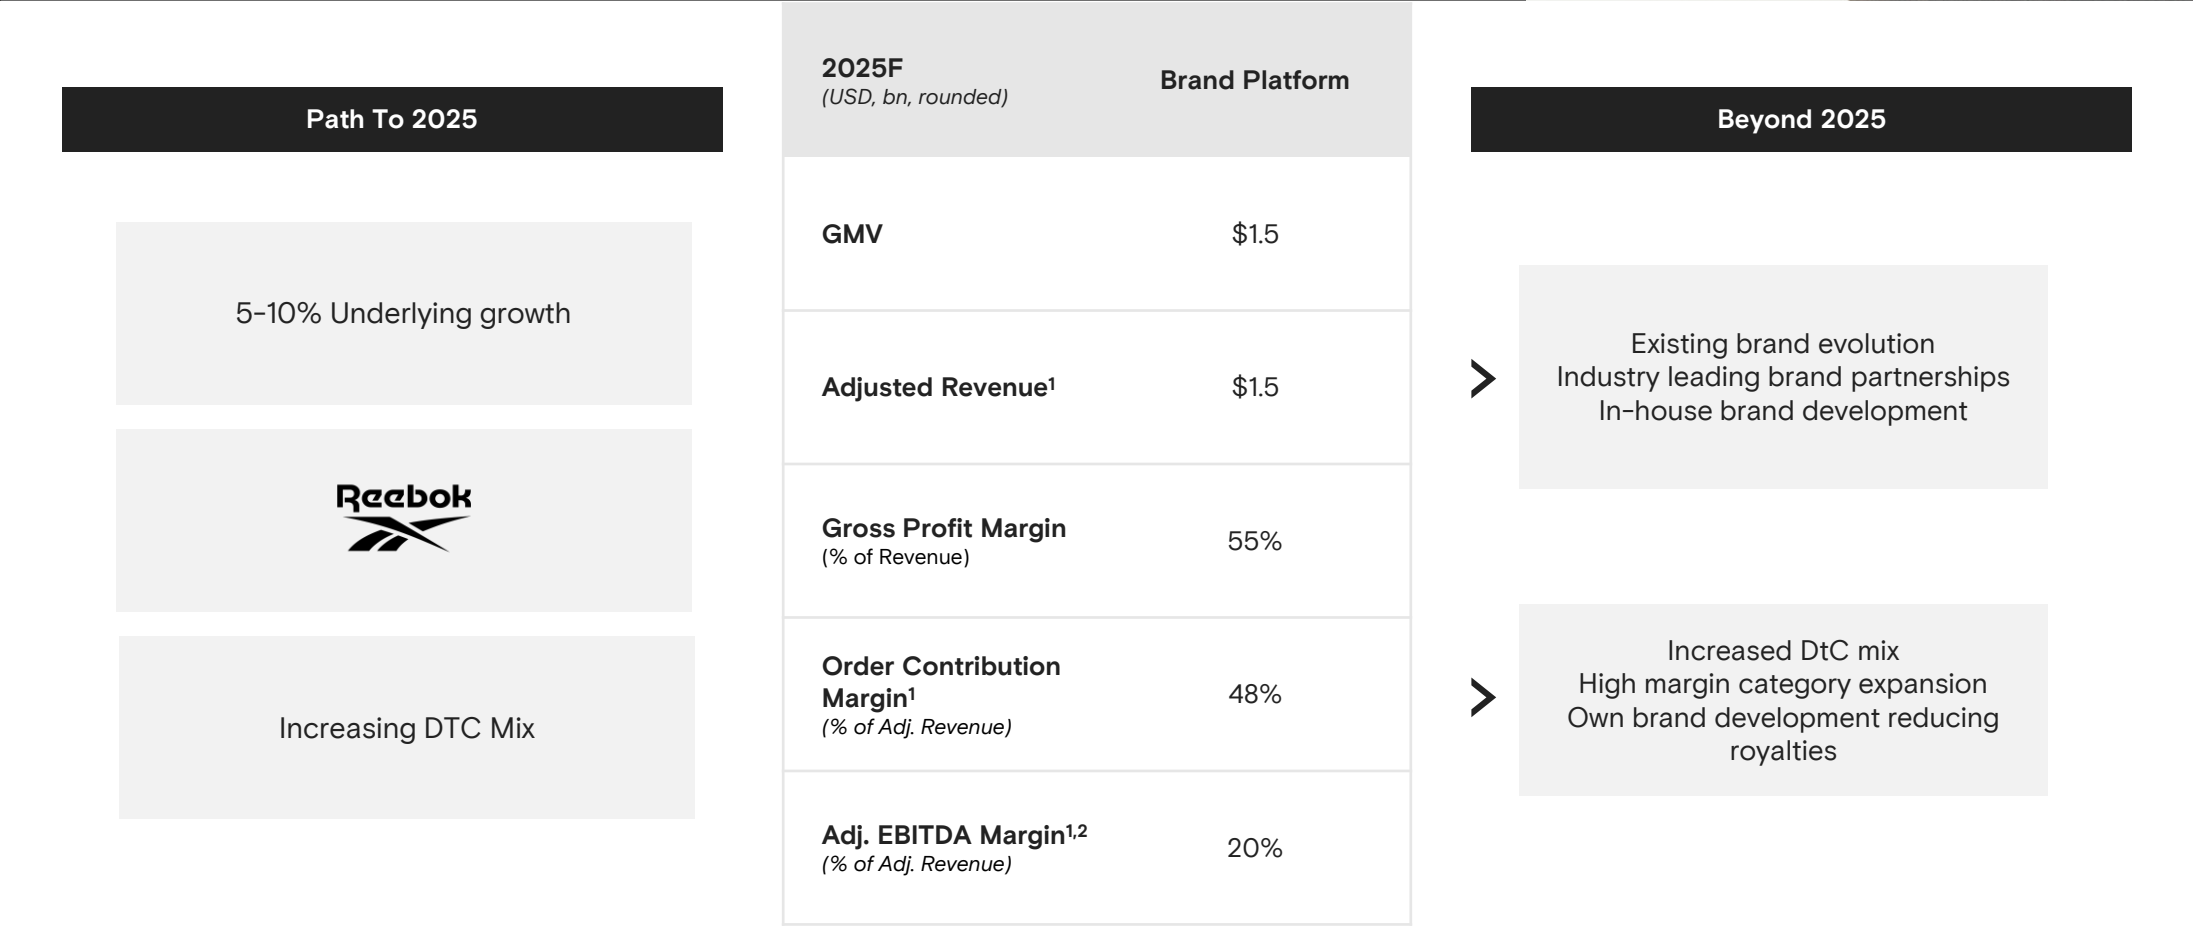 Path To 2025
5-10% Underlying growth
Reebok
Increasing DTC Mix
2025F
(USD, bn, rounded)
Brand Platform
GMV
$1.5
Adjusted Revenue¹
$1.5
Gross Profit Margin
(% of Revenue)
55%
Order Contribution
Margin¹
(% of Adj. Revenue)
48%
Adj. EBITDA Margin¹,²
(% of Adj. Revenue)
20%
Beyond 2025
>
Existing brand evolution
Industry leading brand partnerships
In-house brand development
>
Increased DtC mix
High margin category expansion
Own brand development reducing
royalties